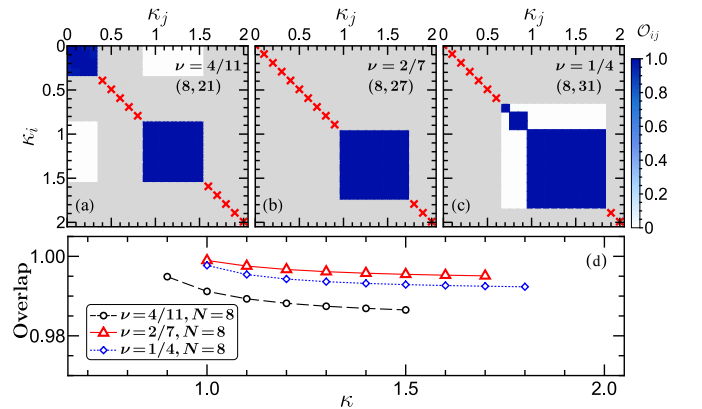 κj κj κj
0 0.5 1 1.5 2 0 0.5 1 1.5 2 0 0.5 1 1.5 2 𝒪ij
0 0.5 1 1.5 2
κi
ν = 4/11
(8, 21)
(a)
ν = 2/7
(8, 27)
(b)
ν = 1/4
(8, 31)
(c)
1.0
0.8
0.6
0.4
0.2
0
Overlap
1.00
0.98
(d)
ν = 4/11, N = 8
ν = 2/7, N = 8
ν = 1/4, N = 8
1.0 1.5 2.0
κ